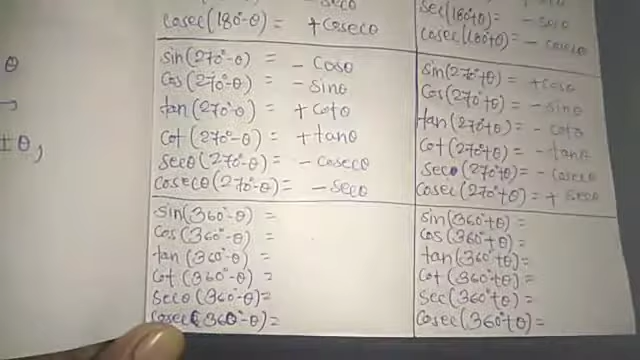 θ
→
±θ,
cosec(180°-θ) = +cosecθ
sin(270°-θ) = - cosθ
cos(270°-θ) = - sinθ
tan(270°-θ) = + cotθ
cot(270°-θ) = + tanθ
secθ(270°-θ) = - cosecθ
cosecθ(270°-θ) = - secθ
sin(360°-θ) =
cos(360°-θ) =
tan(360°-θ) =
cot(360°-θ) =
secθ(360°-θ)=
cosec(360°-θ)=
sec(180°+θ) = - secθ
cosec(180°+θ) = - cosecθ
sin(270°+θ) = +cosθ
cos(270°+θ) = - sinθ
tan(270°+θ) = - cotθ
cot(270°+θ) = - tanθ
secθ(270°+θ) = - cosecθ
cosec(270°+θ) = + secθ
sin(360°+θ) =
cos(360°+θ) =
tan(360°+θ)=
cot(360°+θ) =
sec(360°+θ) =
cosec(360°+θ) =